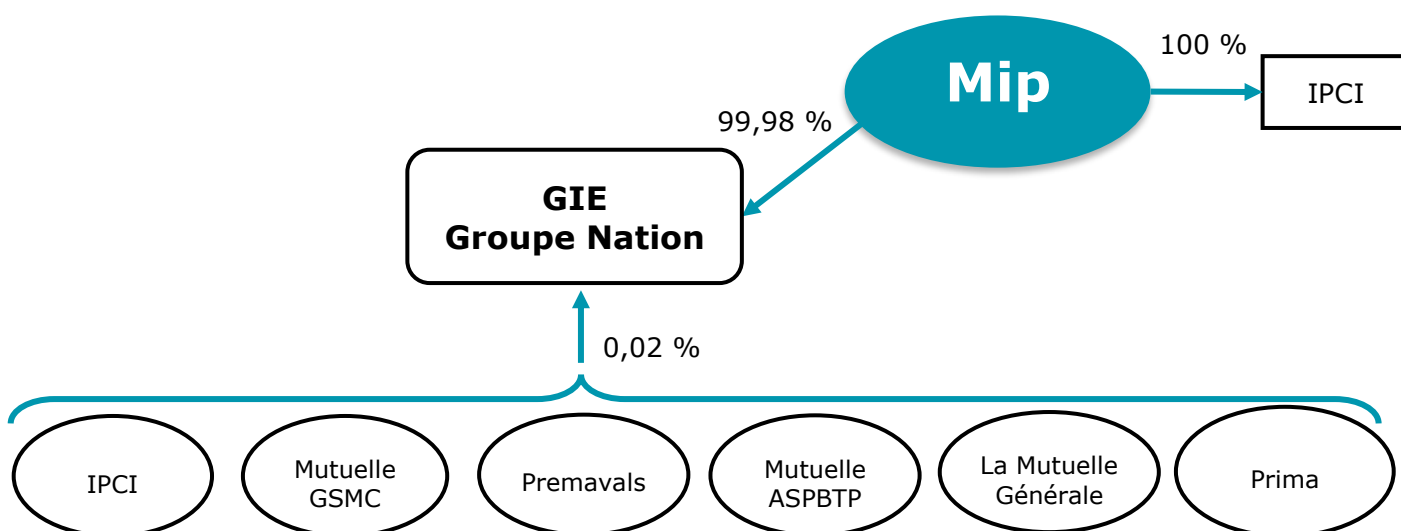 Mip
100 %
IPCI
99,98 %
GIE
Groupe Nation
0,02 %
IPCI
Mutuelle
GSMC
Premavals
Mutuelle
ASPBTP
La Mutuelle
Générale
Prima